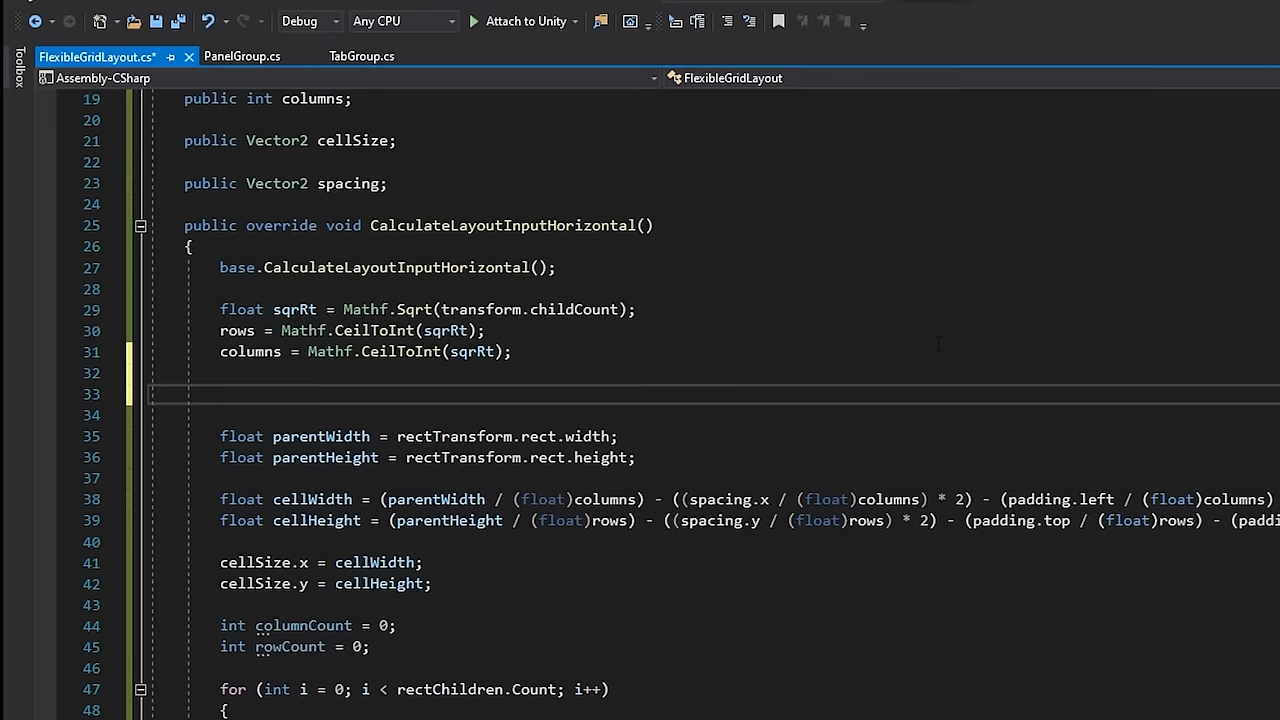 Debug Any CPU Attach to Unity
Toolbox
FlexibleGridLayout.cs* PanelGroup.cs TabGroup.cs
Assembly-CSharp FlexibleGridLayout
19 public int columns;
20
21 public Vector2 cellSize;
22
23 public Vector2 spacing;
24
25 public override void CalculateLayoutInputHorizontal()
26 {
27 base.CalculateLayoutInputHorizontal();
28
29 float sqrRt = Mathf.Sqrt(transform.childCount);
30 rows = Mathf.CeilToInt(sqrRt);
31 columns = Mathf.CeilToInt(sqrRt);
32
33
34
35 float parentWidth = rectTransform.rect.width;
36 float parentHeight = rectTransform.rect.height;
37
38 float cellWidth = (parentWidth / (float)columns) - ((spacing.x / (float)columns) * 2) - (padding.left / (float)columns)
39 float cellHeight = (parentHeight / (float)rows) - ((spacing.y / (float)rows) * 2) - (padding.top / (float)rows) - (paddi
40
41 cellSize.x = cellWidth;
42 cellSize.y = cellHeight;
43
44 int columnCount = 0;
45 int rowCount = 0;
46
47 for (int i = 0; i < rectChildren.Count; i++)
48 {